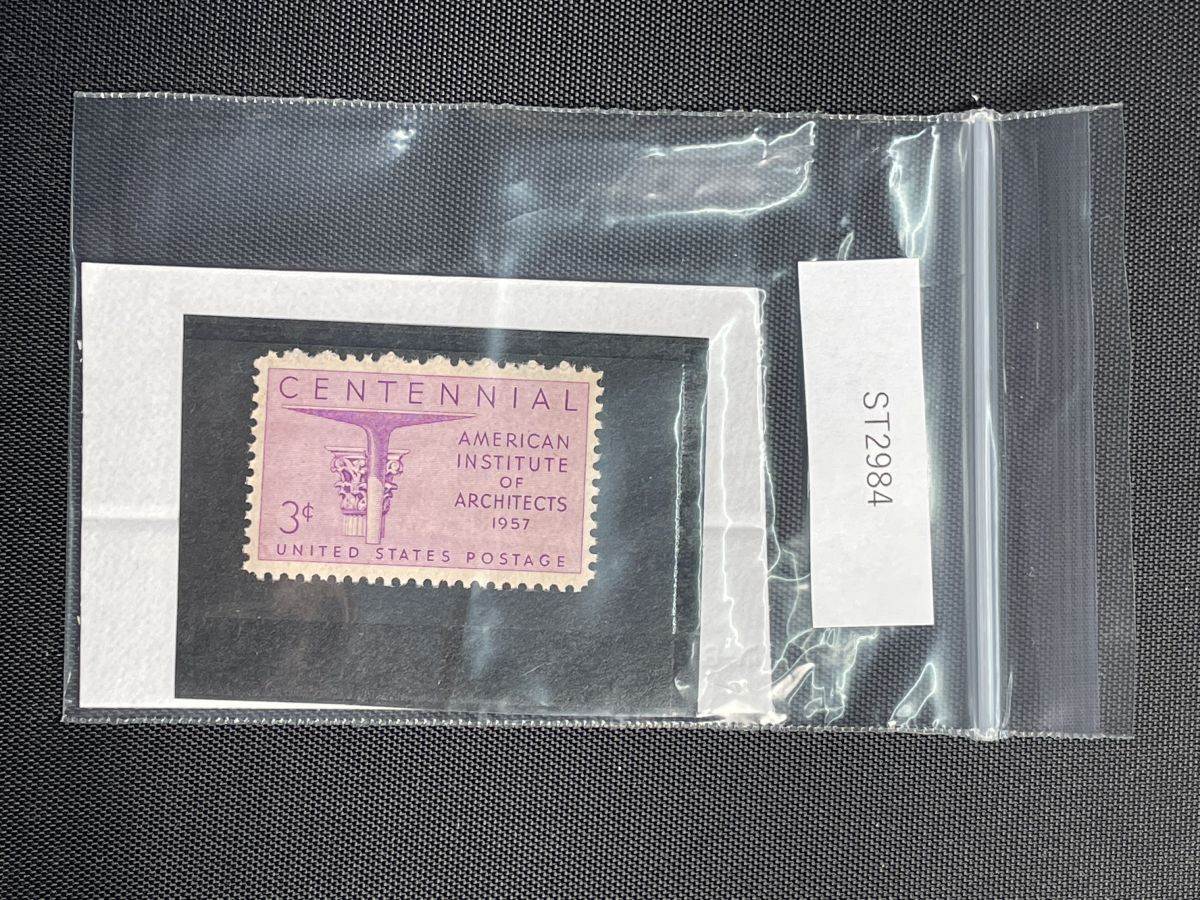 CENTENNIAL
AMERICAN
INSTITUTE
OF
ARCHITECTS
1957
3¢
UNITED STATES POSTAGE
ST2984